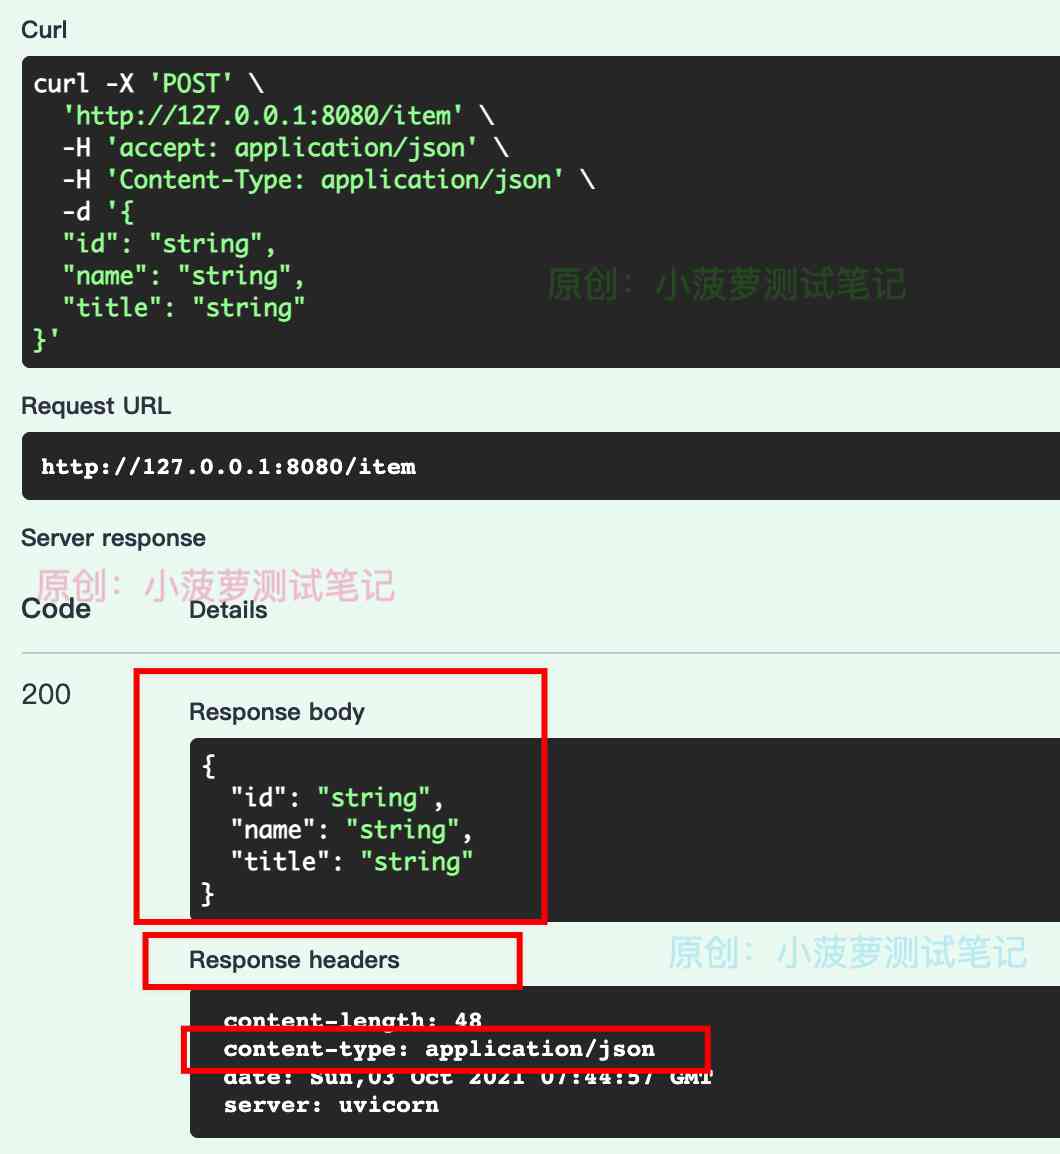 Curl
curl -X 'POST' \
'http://127.0.0.1:8080/item' \
-H 'accept: application/json' \
-H 'Content-Type: application/json' \
-d '{
"id": "string",
"name": "string",
原创：小菠萝测试笔记
"title": "string"
}'
Request URL
http://127.0.0.1:8080/item
Server response
原创：小菠萝测试笔记
Code Details
200
Response body
{
"id": "string",
"name": "string",
"title": "string"
}
原创：小菠萝测试笔记
Response headers
content-length: 48
content-type: application/json
date: Sun,03 Oct 2021 07:44:57 GMT
server: uvicorn